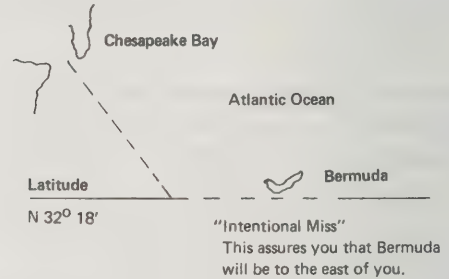 Chesapeake Bay
Atlantic Ocean
Bermuda
Latitude
N 32° 18'
"Intentional Miss"
This assures you that Bermuda
will be to the east of you.